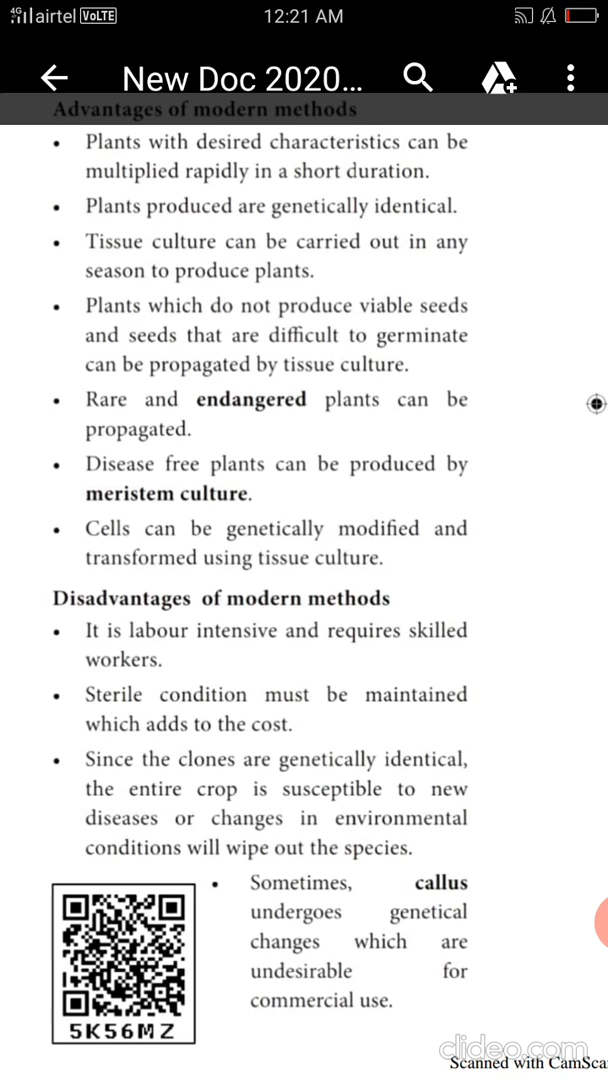 4G airtel VoLTE 12:21 AM
New Doc 2020...
Advantages of modern methods
• Plants with desired characteristics can be
multiplied rapidly in a short duration.
• Plants produced are genetically identical.
• Tissue culture can be carried out in any
season to produce plants.
• Plants which do not produce viable seeds
and seeds that are difficult to germinate
can be propagated by tissue culture.
• Rare and endangered plants can be
propagated.
• Disease free plants can be produced by
meristem culture.
• Cells can be genetically modified and
transformed using tissue culture.
Disadvantages of modern methods
• It is labour intensive and requires skilled
workers.
• Sterile condition must be maintained
which adds to the cost.
• Since the clones are genetically identical,
the entire crop is susceptible to new
diseases or changes in environmental
conditions will wipe out the species.
• Sometimes, callus
undergoes genetical
changes which are
undesirable for
commercial use.
5K56MZ
clideo.com
Scanned with CamSca